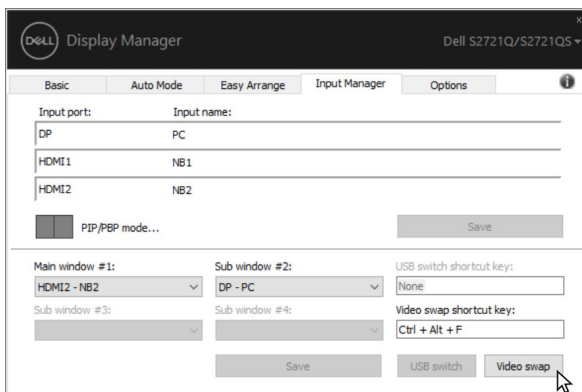 DELL Display Manager
Dell S2721Q/S2721QS
Basic Auto Mode Easy Arrange Input Manager Options
Input port: Input name:
DP PC
HDMI1 NB1
HDMI2 NB2
PIP/PBP mode... Save
Main window #1: Sub window #2: USB switch shortcut key:
HDMI2 - NB2 DP - PC None
Sub window #3: Sub window #4: Video swap shortcut key:
Ctrl + Alt + F
Save USB switch Video swap